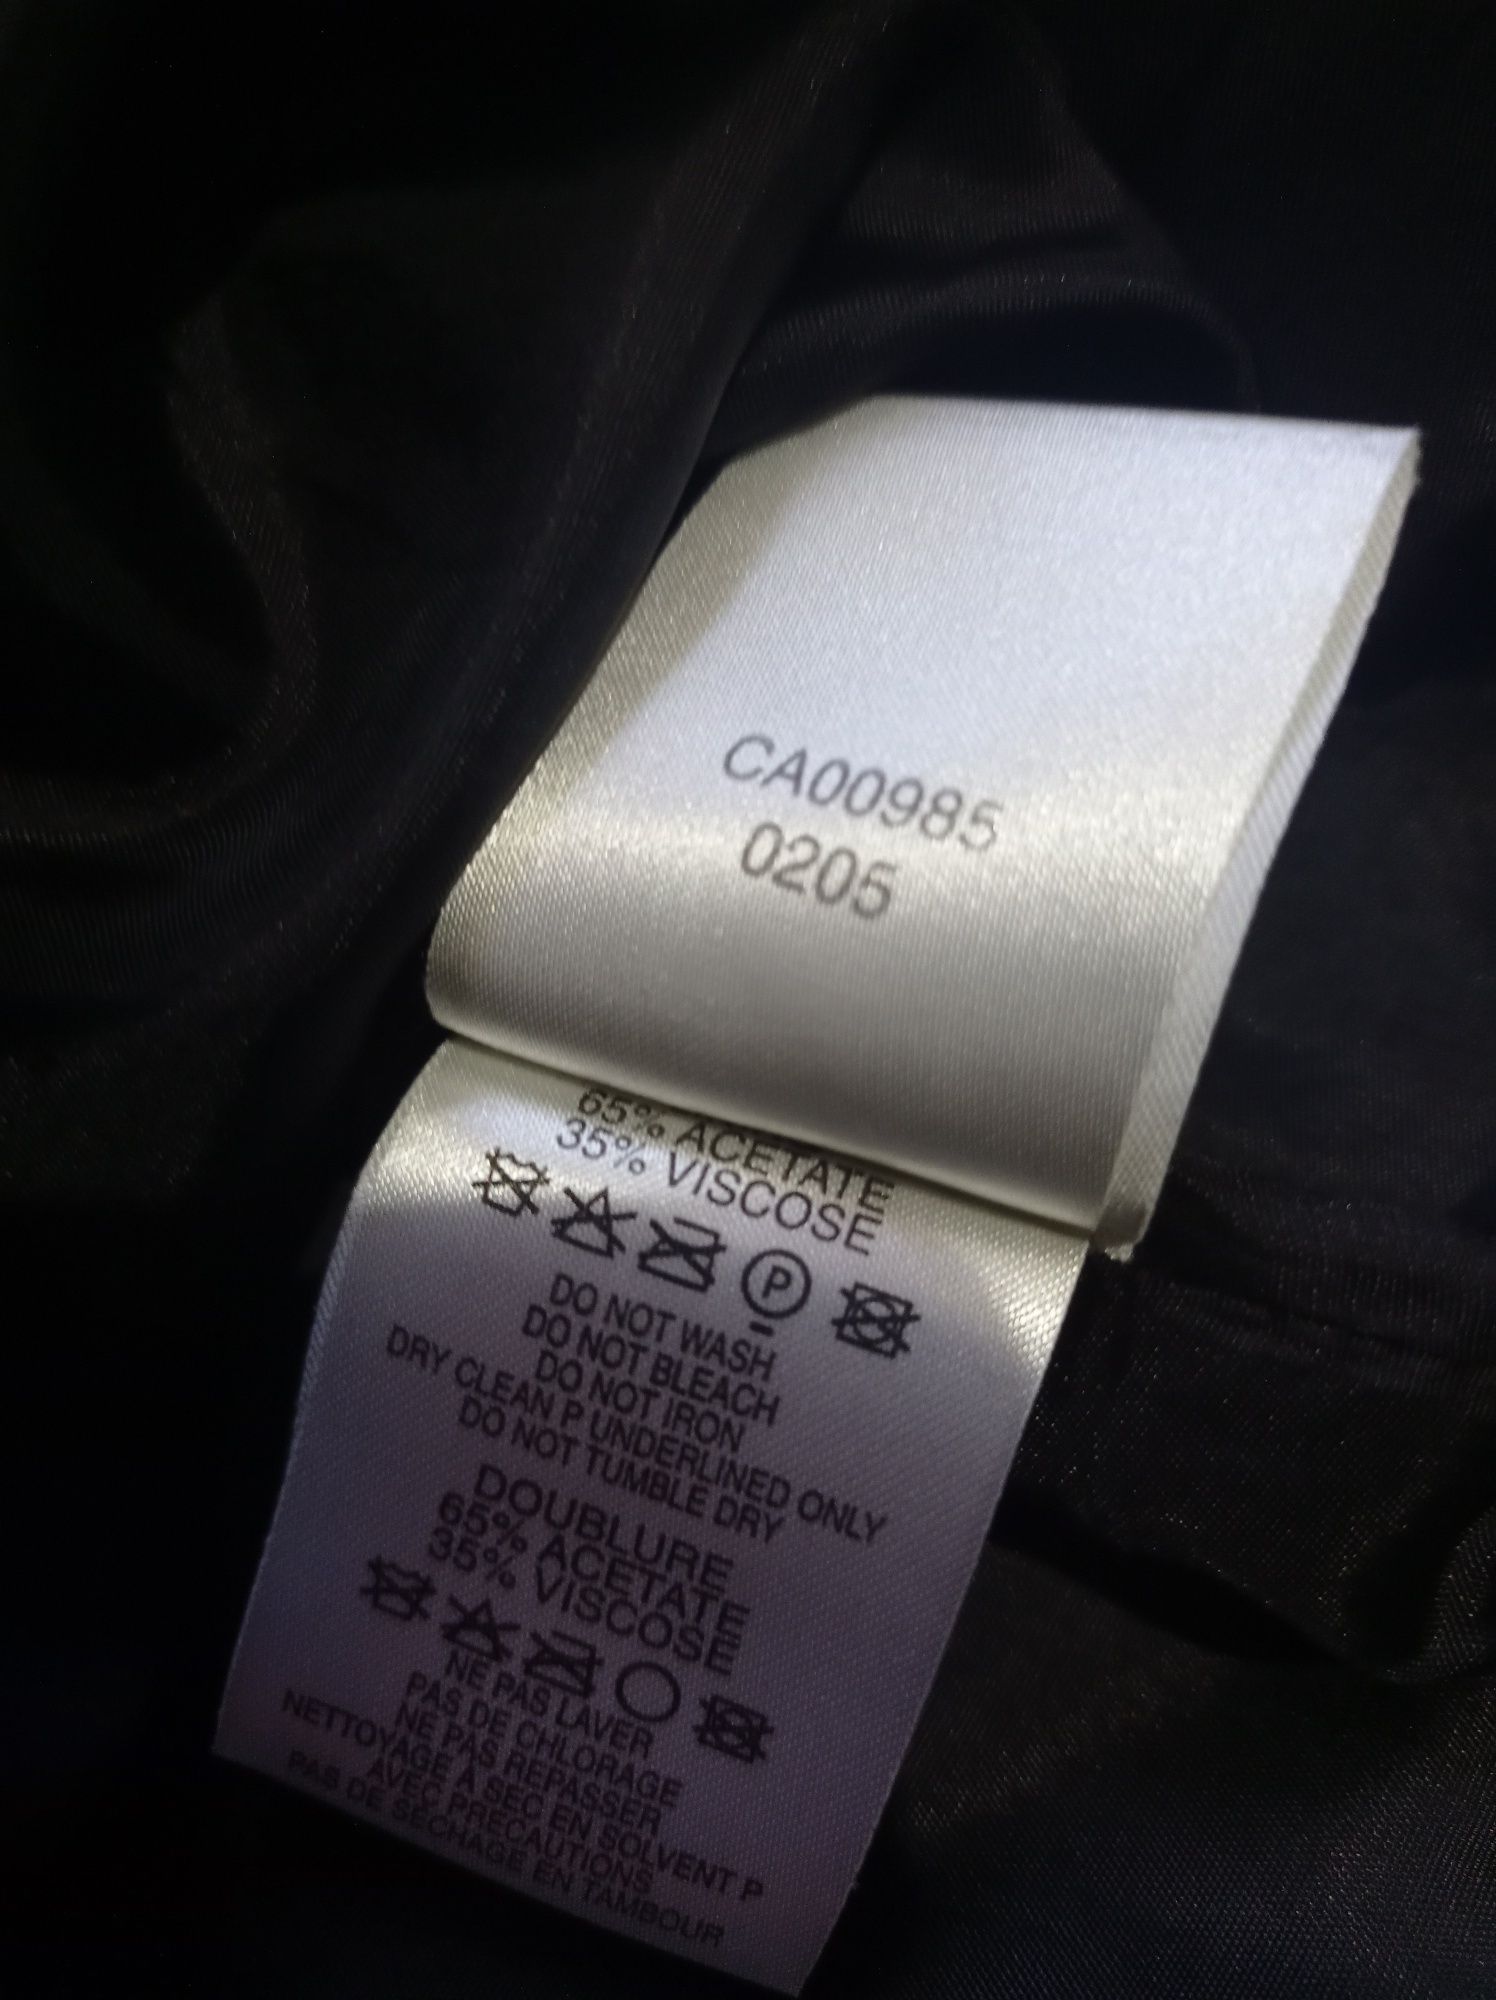 CA00985
0205
65% ACETATE
35% VISCOSE
P
DO NOT WASH
DO NOT BLEACH
DO NOT IRON
DRY CLEAN P UNDERLINED ONLY
DO NOT TUMBLE DRY
DOUBLURE
65% ACETATE
35% VISCOSE
NE PAS LAVER
PAS DE CHLORAGE
NE PAS REPASSER
NETTOYAGE A SEC EN SOLVENT P
AVEC PRECAUTIONS
PAS DE SECHAGE EN TAMBOUR